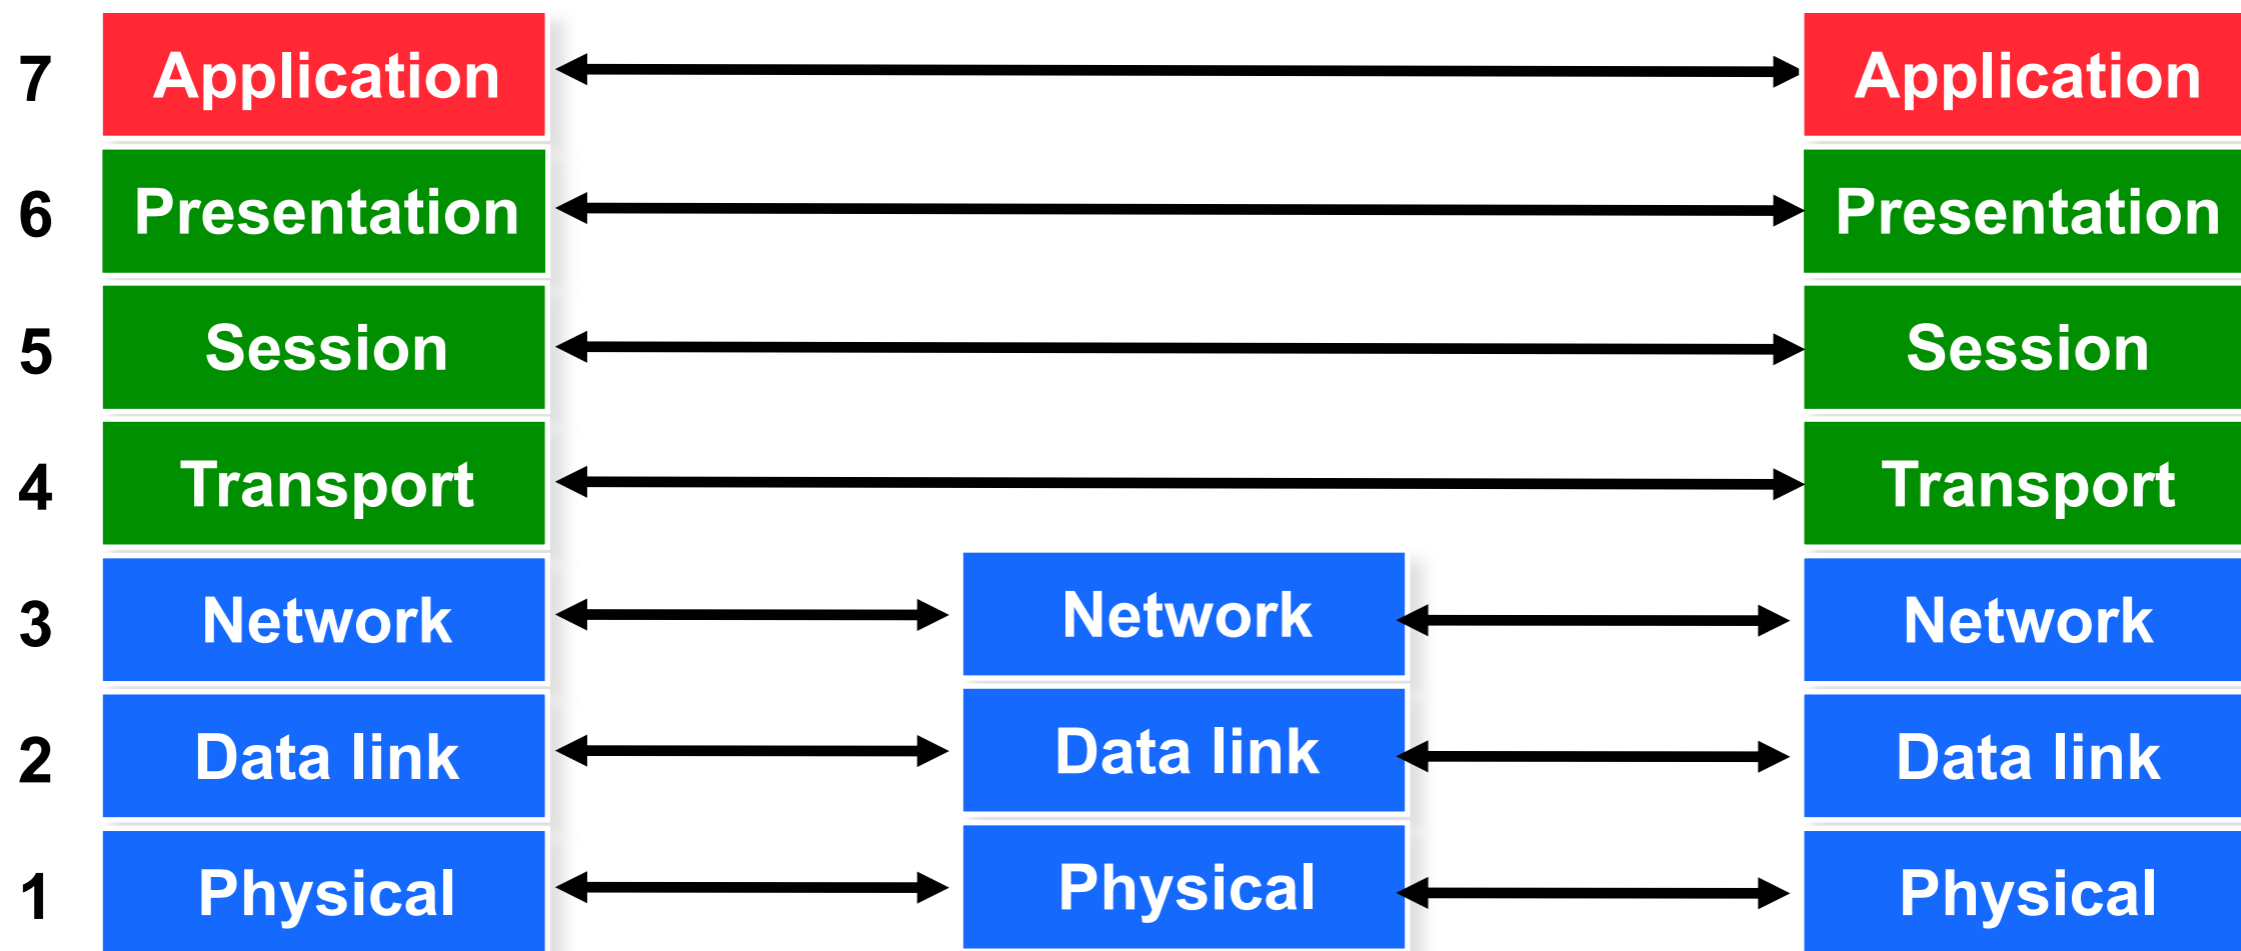 7 Application Application
6 Presentation Presentation
5 Session Session
4 Transport Transport
3 Network Network Network
2 Data link Data link Data link
1 Physical Physical Physical